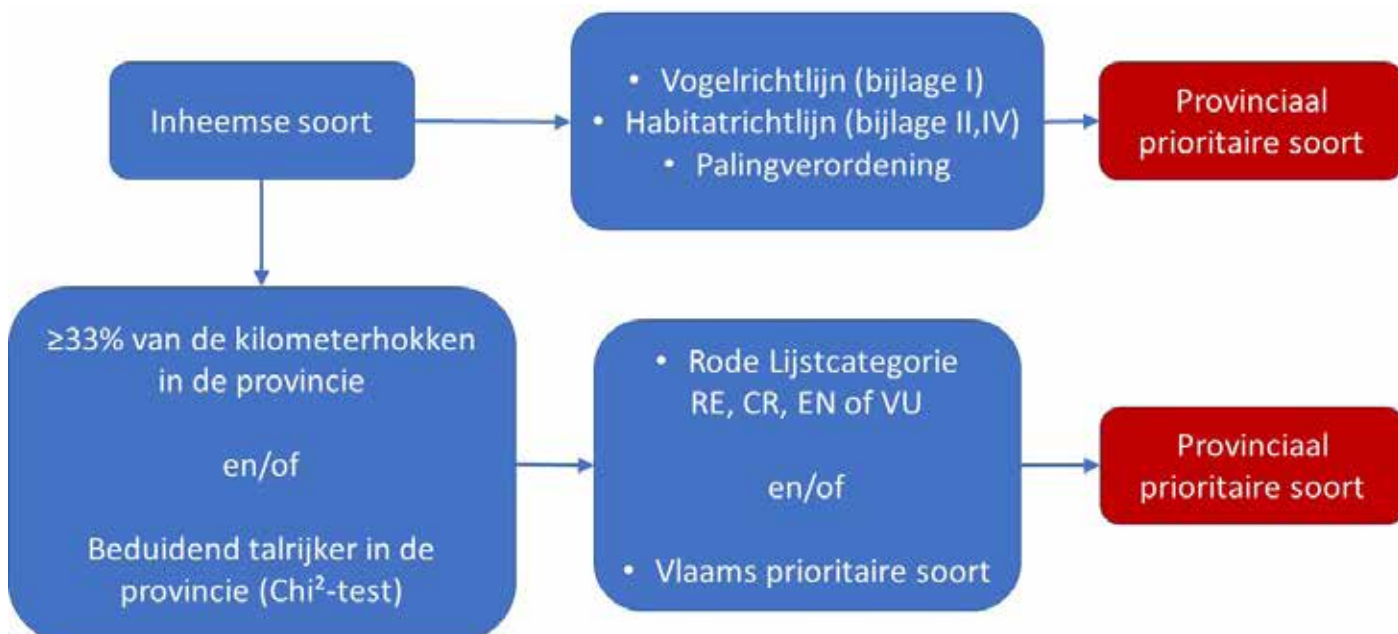 Inheemse soort
• Vogelrichtlijn (bijlage I)
• Habitatrichtlijn (bijlage II,IV)
• Palingverordening
Provinciaal
prioritaire soort
≥33% van de kilometerhokken
in de provincie
en/of
Beduidend talrijker in de
provincie (Chi²-test)
• Rode Lijstcategorie
RE, CR, EN of VU
en/of
• Vlaams prioritaire soort
Provinciaal
prioritaire soort